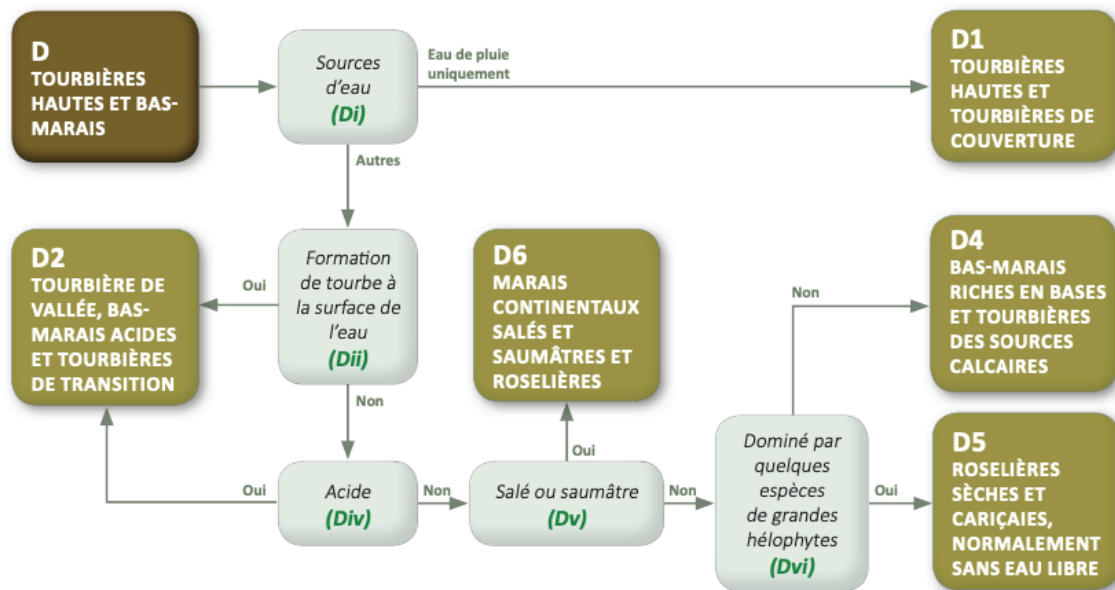 D
TOURBIÈRES
HAUTES ET BAS-
MARAIS
Sources
d'eau
(Di)
Eau de pluie
uniquement
D1
TOURBIÈRES
HAUTES ET
TOURBIÈRES DE
COUVERTURE
Autres
D2
TOURBIÈRE DE
VALLÉE, BAS-
MARAIS ACIDES
ET TOURBIÈRES
DE TRANSITION
Oui
Formation
de tourbe à
la surface de
l'eau
(Dii)
D6
MARAIS
CONTINENTAUX
SALÉS ET
SAUMÂTRES ET
ROSELIÈRES
Non
D4
BAS-MARAIS
RICHES EN BASES
ET TOURBIÈRES
DES SOURCES
CALCAIRES
Non
Oui
Acide
(Div)
Non
Oui
Salé ou saumâtre
(Dv)
Non
Dominé par
quelques
espèces
de grandes
hélophytes
(Dvi)
Oui
D5
ROSELIÈRES
SÈCHES ET
CARIÇAIES,
NORMALEMENT
SANS EAU LIBRE